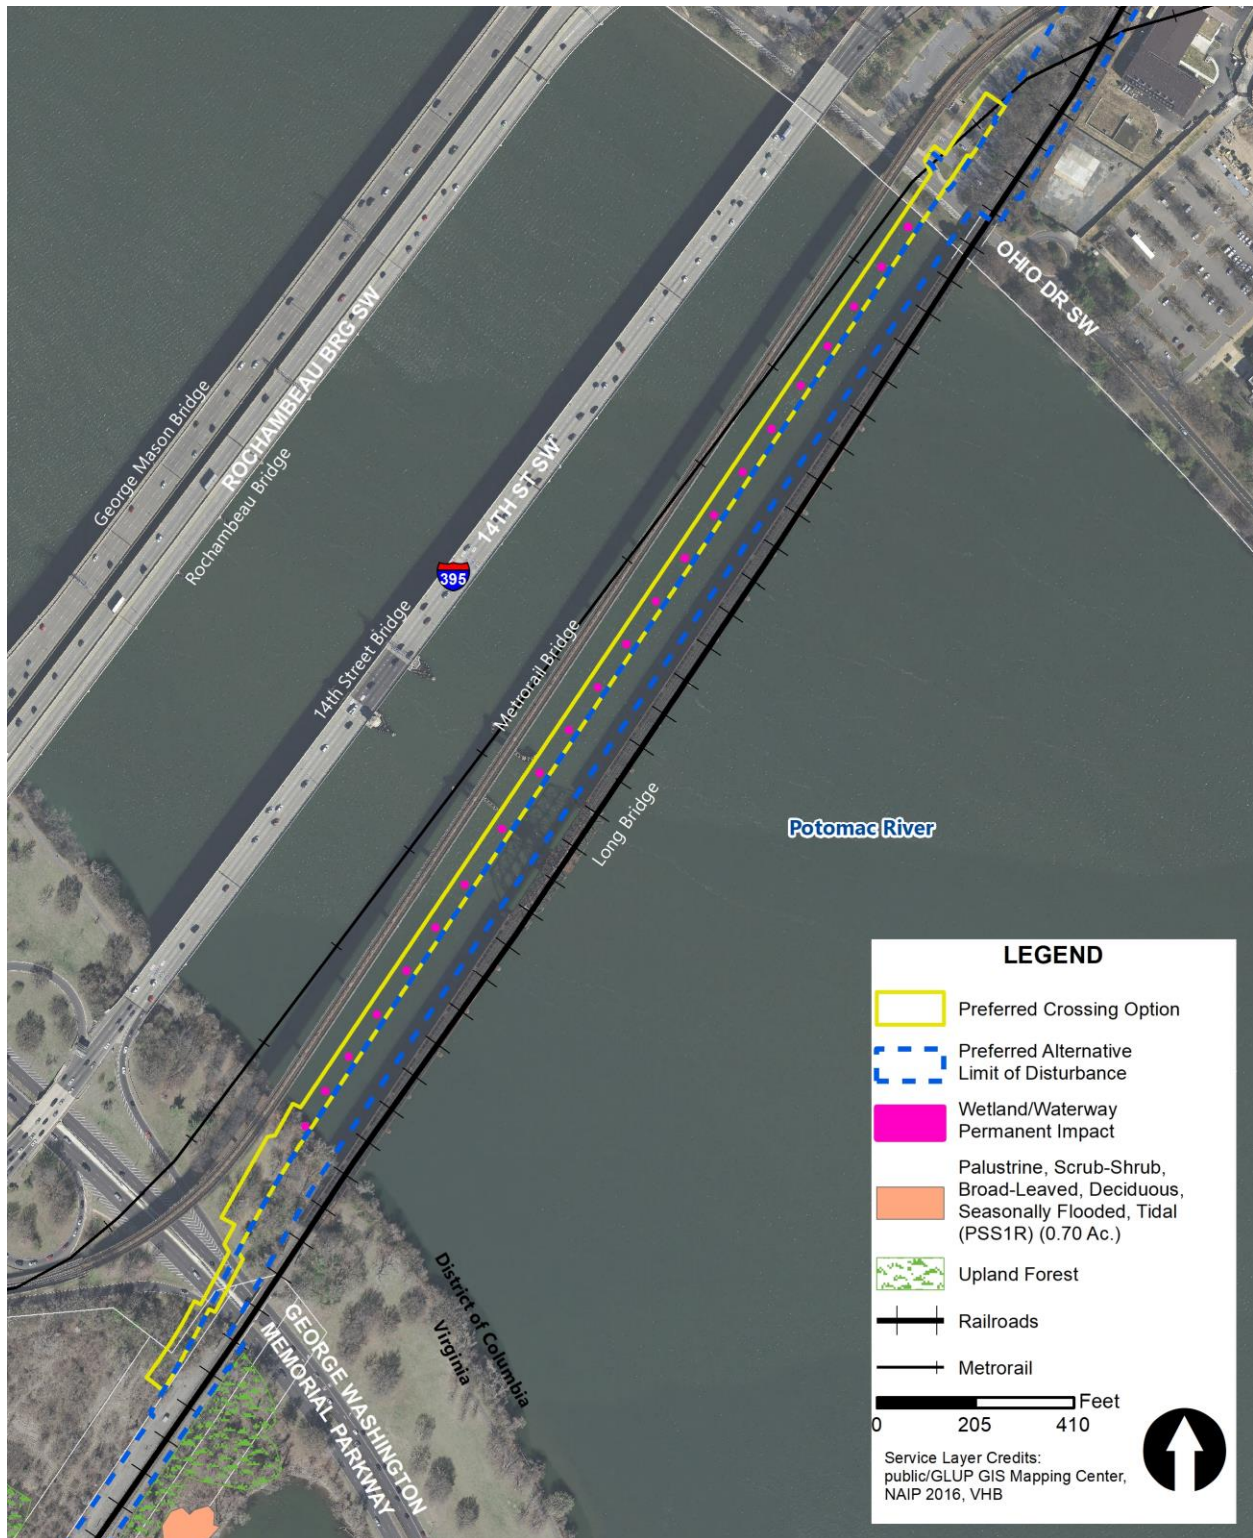 George Mason Bridge
ROCHAMBEAU BRG SW
Rochambeau Bridge
14TH ST SW
395
14th Street Bridge
Metrorail Bridge
OHIO DR SW
Long Bridge
Potomac River
District of Columbia
Virginia
GEORGE WASHINGTON
MEMORIAL PARKWAY
LEGEND
Preferred Crossing Option
Preferred Alternative
Limit of Disturbance
Wetland/Waterway
Permanent Impact
Palustrine, Scrub-Shrub,
Broad-Leaved, Deciduous,
Seasonally Flooded, Tidal
(PSS1R) (0.70 Ac.)
Upland Forest
Railroads
Metrorail
Feet
0 205 410
Service Layer Credits:
public/GLUP GIS Mapping Center,
NAIP 2016, VHB